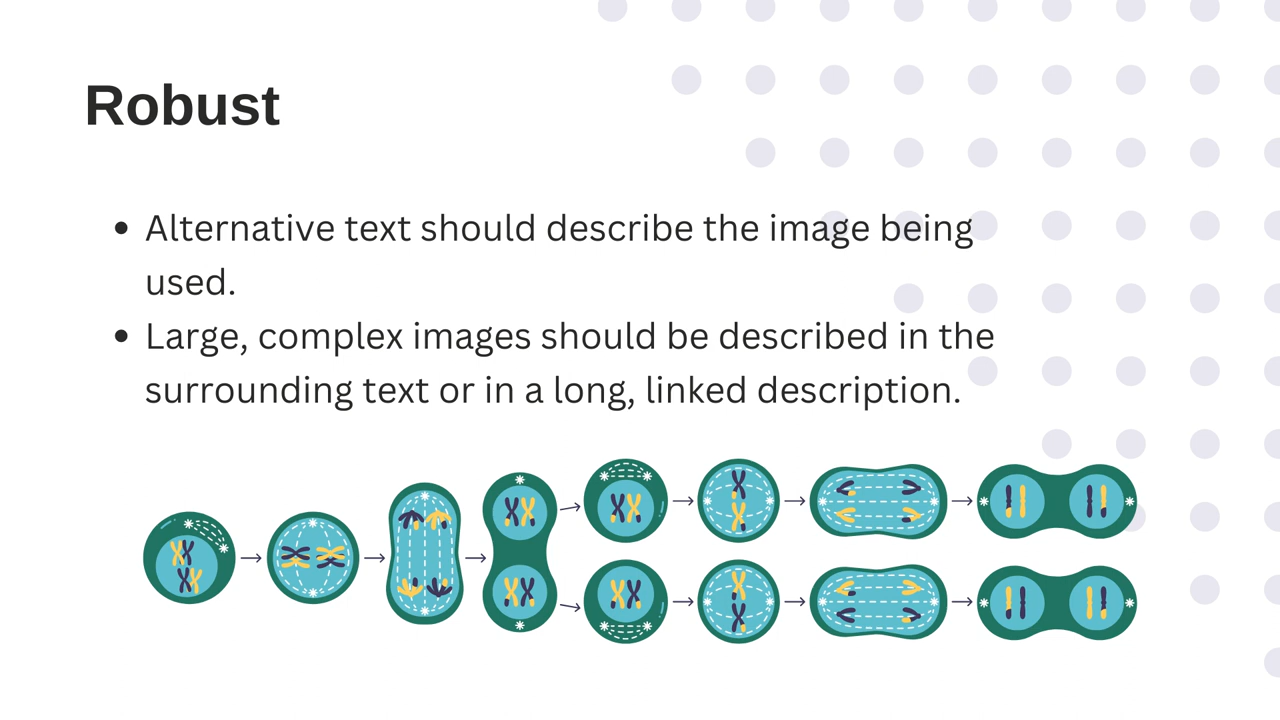 Robust
• Alternative text should describe the image being
used.
• Large, complex images should be described in the
surrounding text or in a long, linked description.